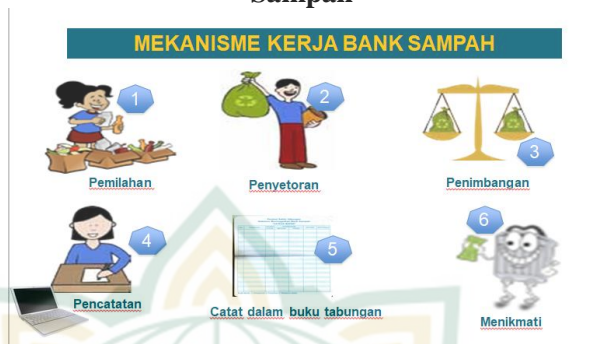 Sampah
MEKANISME KERJA BANK SAMPAH
1
2
3
Pemilahan
Penyetoran
Penimbangan
4
5
6
Pencatatan
Catat dalam buku tabungan
Menikmati